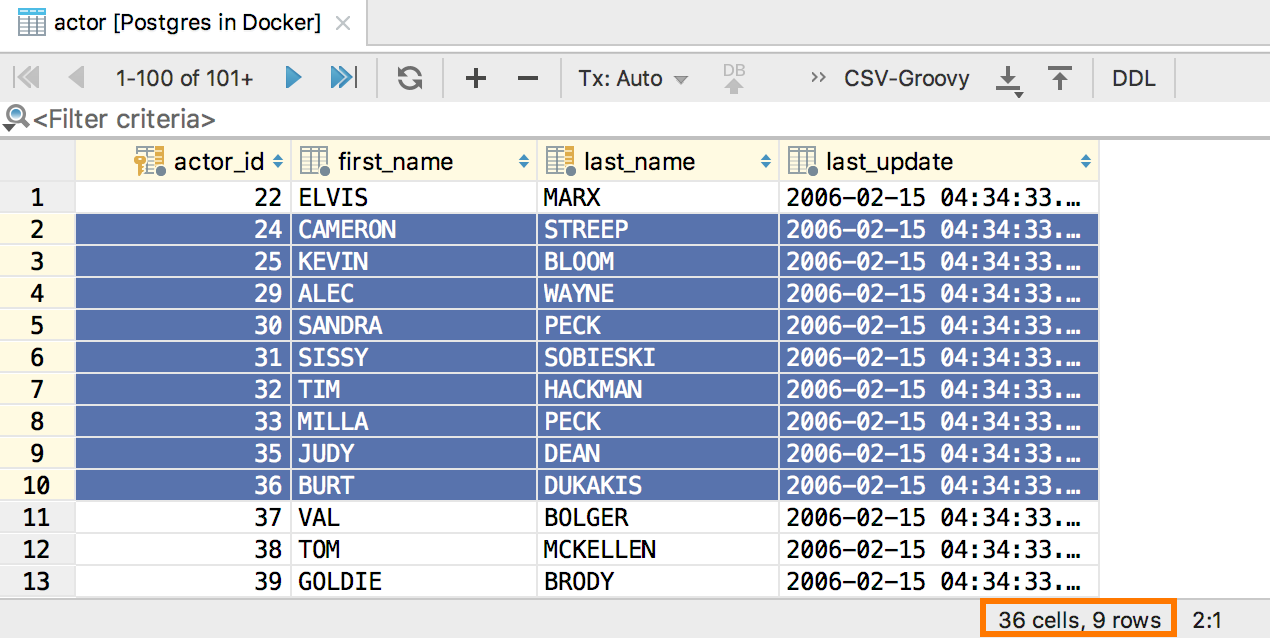 actor [Postgres in Docker]
1-100 of 101+ Tx: Auto DB CSV-Groovy DDL
<Filter criteria>
actor_id first_name last_name last_update
1 22 ELVIS MARX 2006-02-15 04:34:33.…
2 24 CAMERON STREEP 2006-02-15 04:34:33.…
3 25 KEVIN BLOOM 2006-02-15 04:34:33.…
4 29 ALEC WAYNE 2006-02-15 04:34:33.…
5 30 SANDRA PECK 2006-02-15 04:34:33.…
6 31 SISSY SOBIESKI 2006-02-15 04:34:33.…
7 32 TIM HACKMAN 2006-02-15 04:34:33.…
8 33 MILLA PECK 2006-02-15 04:34:33.…
9 35 JUDY DEAN 2006-02-15 04:34:33.…
10 36 BURT DUKAKIS 2006-02-15 04:34:33.…
11 37 VAL BOLGER 2006-02-15 04:34:33.…
12 38 TOM MCKELLEN 2006-02-15 04:34:33.…
13 39 GOLDIE BRODY 2006-02-15 04:34:33.…
36 cells, 9 rows 2:1